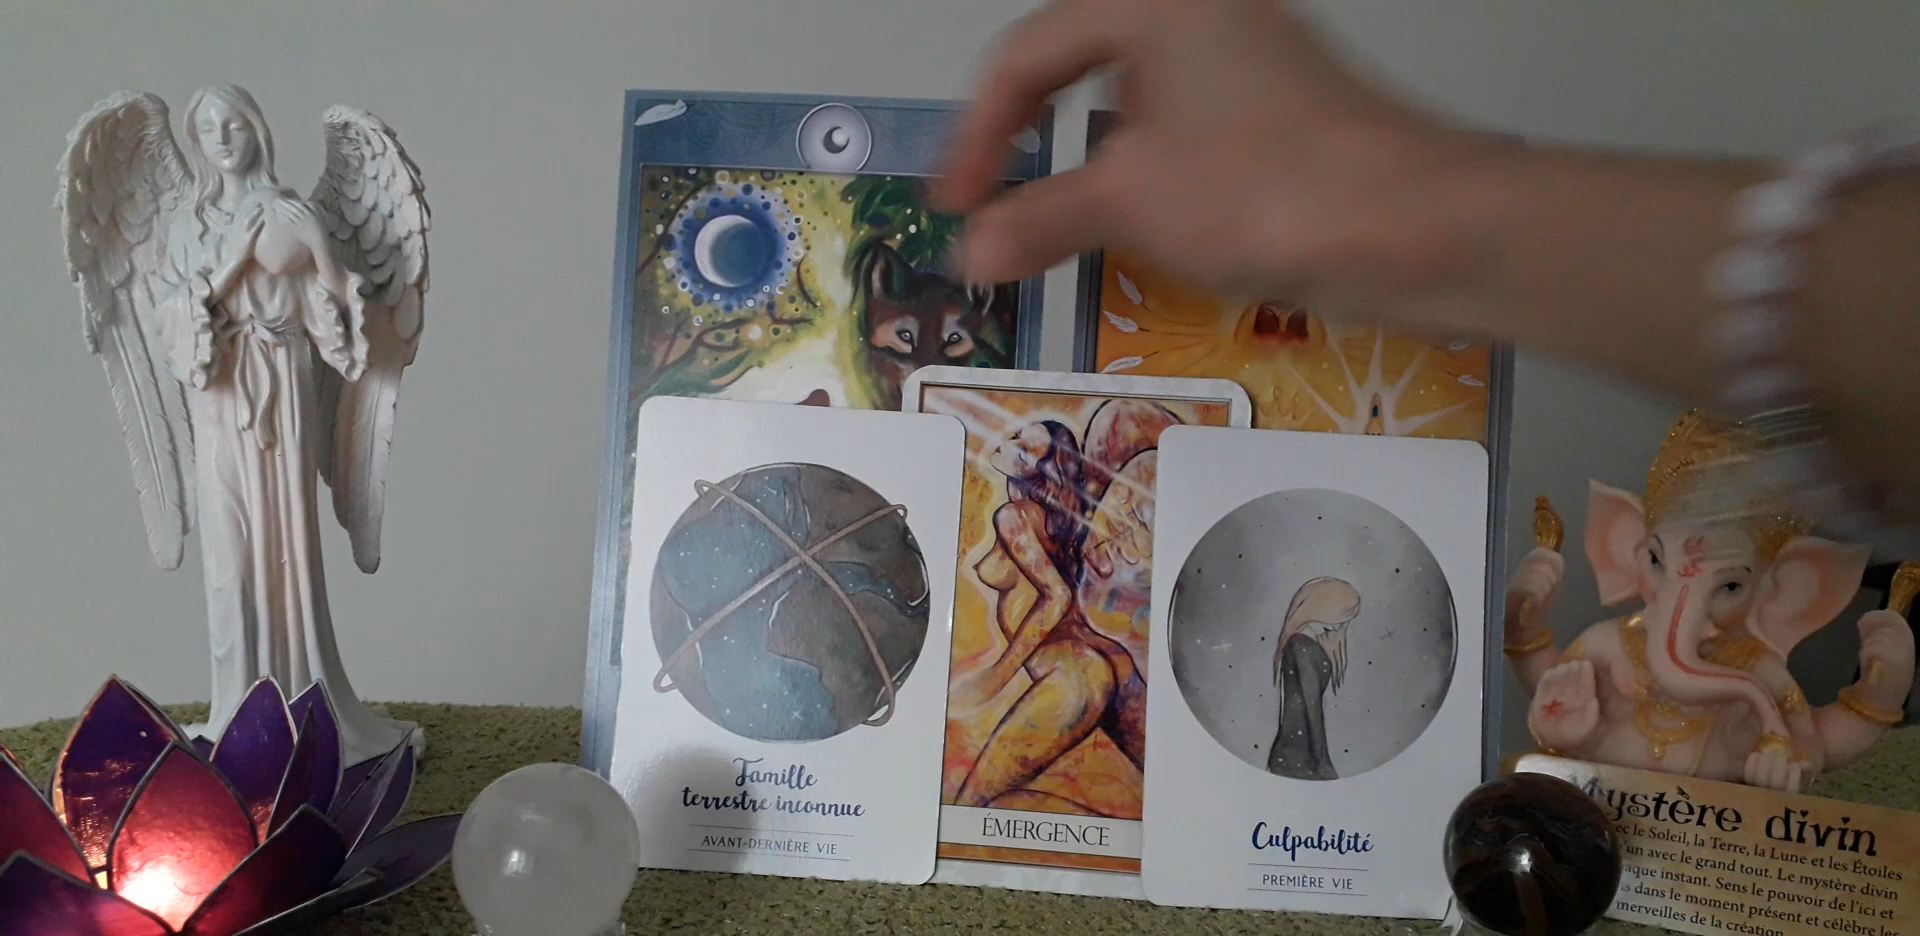 Famille
terrestre inconnue
AVANT-DERNIÈRE VIE
ÉMERGENCE
Culpabilité
PREMIÈRE VIE
Mystère divin
ec le Soleil, la Terre, la Lune et les Étoiles
'un avec le grand tout. Le mystère divin
aque instant. Sens le pouvoir de l'ici et
s dans le moment présent et célèbre les
merveilles de la création.